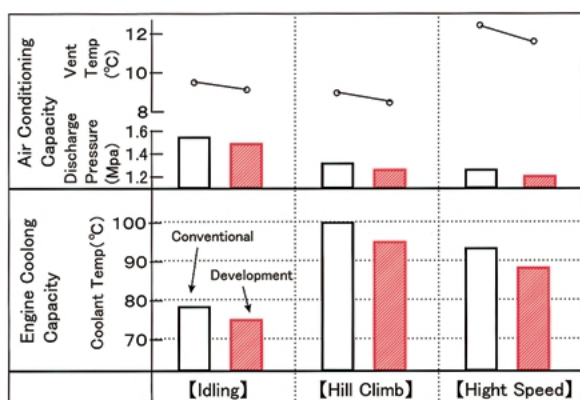 Air Conditioning
Capacity
Vent
Temp
(°C)
12
10
8
Discharge
Pressure
(Mpa)
1.6
1.4
1.2
Engine Coolong
Capacity
Coolant Temp(°C)
100
90
80
70
Conventional
Development
【Idling】
【Hill Climb】
【Hight Speed】